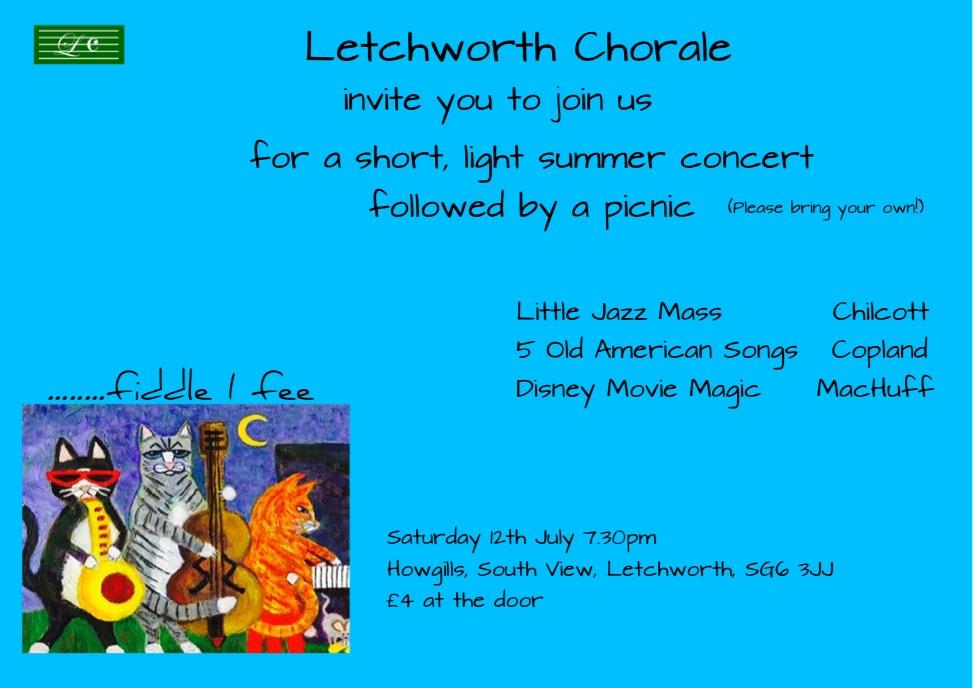 Lc
Letchworth Chorale
invite you to join us
for a short, light summer concert
followed by a picnic (Please bring your own!)
Little Jazz Mass Chilcott
5 Old American Songs Copland
Disney Movie Magic MacHuff
........fiddle I fee
Saturday 12th July 7.30pm
Howgills, South View, Letchworth, SG6 3JJ
£4 at the door